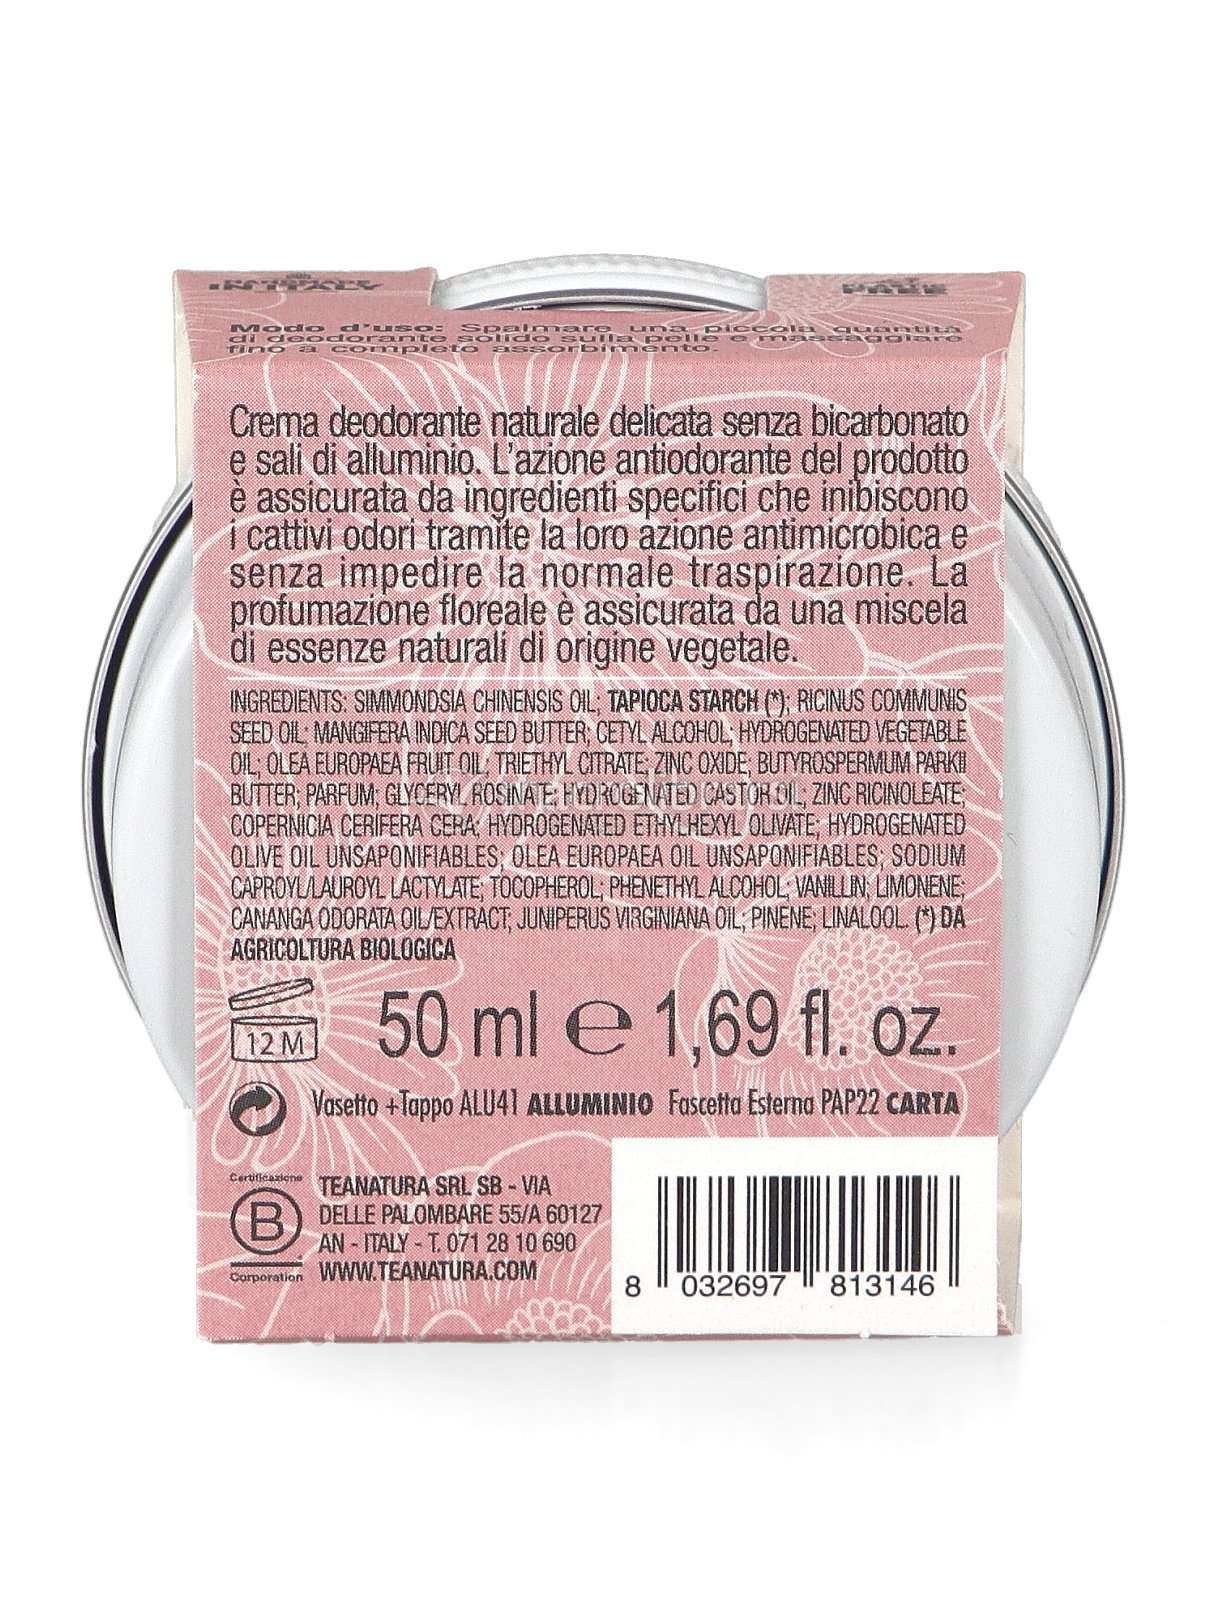 IN ITALY
FREE
Modo d'uso: Spalmare una piccola quantità
di deodorante solido sulla pelle e massaggiare
fino a completo assorbimento.
Crema deodorante naturale delicata senza bicarbonato
e sali di alluminio. L'azione antiodorante del prodotto
è assicurata da ingredienti specifici che inibiscono
i cattivi odori tramite la loro azione antimicrobica e
senza impedire la normale traspirazione. La
profumazione floreale è assicurata da una miscela
di essenze naturali di origine vegetale.
INGREDIENTS: SIMMONDSIA CHINENSIS OIL; TAPIOCA STARCH (*); RICINUS COMMUNIS
SEED OIL; MANGIFERA INDICA SEED BUTTER; CETYL ALCOHOL; HYDROGENATED VEGETABLE
OIL; OLEA EUROPAEA FRUIT OIL; TRIETHYL CITRATE; ZINC OXIDE; BUTYROSPERMUM PARKII
BUTTER; PARFUM; GLYCERYL ROSINATE; HYDROGENATED CASTOR OIL; ZINC RICINOLEATE;
COPERNICIA CERIFERA CERA; HYDROGENATED ETHYLHEXYL OLIVATE; HYDROGENATED
OLIVE OIL UNSAPONIFIABLES; OLEA EUROPAEA OIL UNSAPONIFIABLES; SODIUM
CAPROYL/LAUROYL LACTYLATE; TOCOPHEROL; PHENETHYL ALCOHOL; VANILLIN; LIMONENE;
CANANGA ODORATA OIL/EXTRACT; JUNIPERUS VIRGINIANA OIL; PINENE; LINALOOL. (*) DA
AGRICOLTURA BIOLOGICA
12 M 50 ml e 1,69 fl. oz.
Vasetto +Tappo ALU41 ALLUMINIO Fascetta Esterna PAP22 CARTA
Certificazione
B
Corporation
TEANATURA SRL SB - VIA
DELLE PALOMBARE 55/A 60127
AN - ITALY - T. 071 28 10 690
WWW.TEANATURA.COM
8 032697 813146